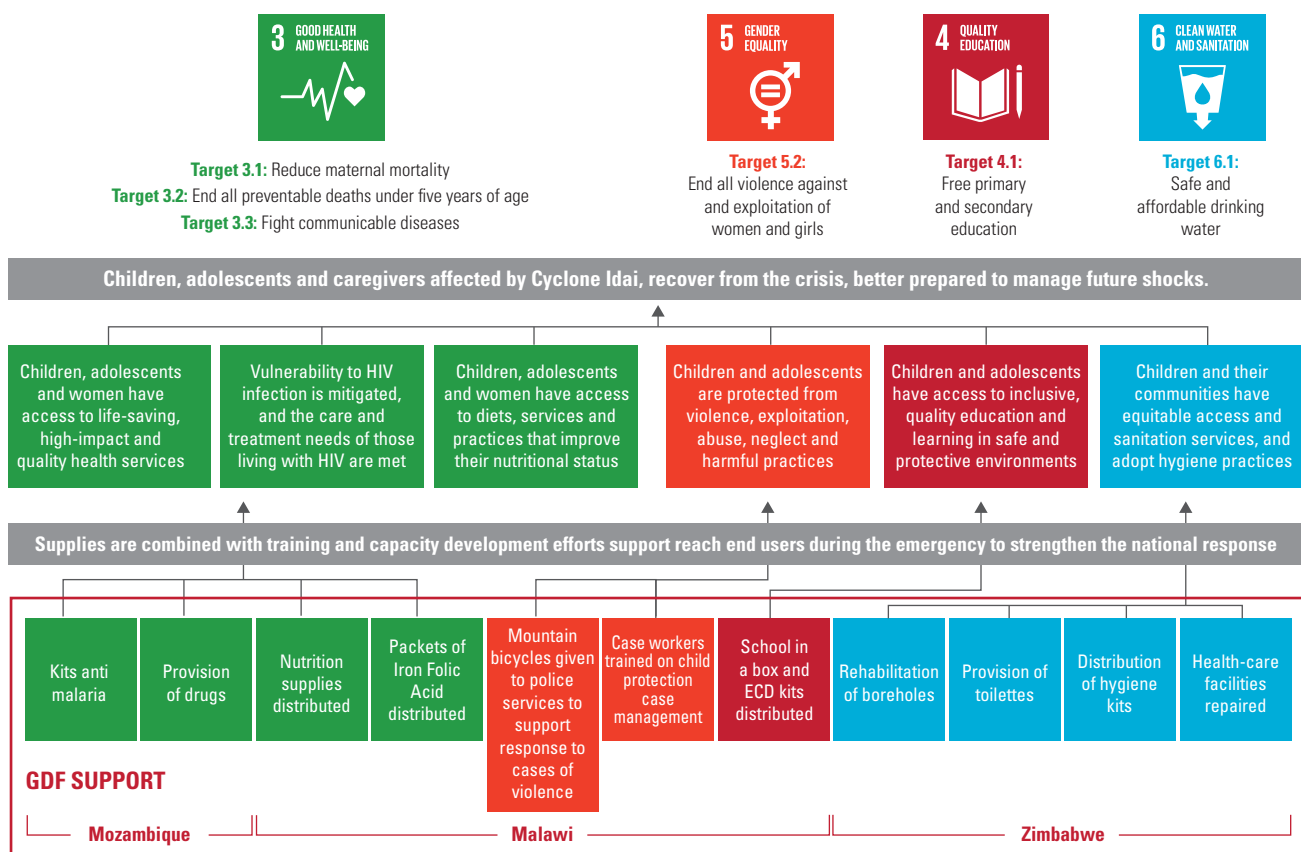 3 GOOD HEALTH
AND WELL-BEING
5 GENDER
EQUALITY
4 QUALITY
EDUCATION
6 CLEAN WATER
AND SANITATION
Target 3.1: Reduce maternal mortality
Target 3.2: End all preventable deaths under five years of age
Target 3.3: Fight communicable diseases
Target 5.2:
End all violence against
and exploitation of
women and girls
Target 4.1:
Free primary
and secondary
education
Target 6.1:
Safe and
affordable drinking
water
Children, adolescents and caregivers affected by Cyclone Idai, recover from the crisis, better prepared to manage future shocks.
Children, adolescents
and women have
access to life-saving,
high-impact and
quality health services
Vulnerability to HIV
infection is mitigated,
and the care and
treatment needs of those
living with HIV are met
Children, adolescents
and women have access
to diets, services and
practices that improve
their nutritional status
Children and adolescents
are protected from
violence, exploitation,
abuse, neglect and
harmful practices
Children and adolescents
have access to inclusive,
quality education and
learning in safe and
protective environments
Children and their
communities have
equitable access and
sanitation services, and
adopt hygiene practices
Supplies are combined with training and capacity development efforts support reach end users during the emergency to strengthen the national response
Kits anti
malaria
Provision
of drugs
Nutrition
supplies
distributed
Packets of
Iron Folic
Acid
distributed
Mountain
bicycles given
to police
services to
support
response to
cases of
violence
Case workers
trained on child
protection
case
management
School in
a box and
ECD kits
distributed
Rehabilitation
of boreholes
Provision of
toilettes
Distribution
of hygiene
kits
Health-care
facilities
repaired
GDF SUPPORT
Mozambique
Malawi
Zimbabwe